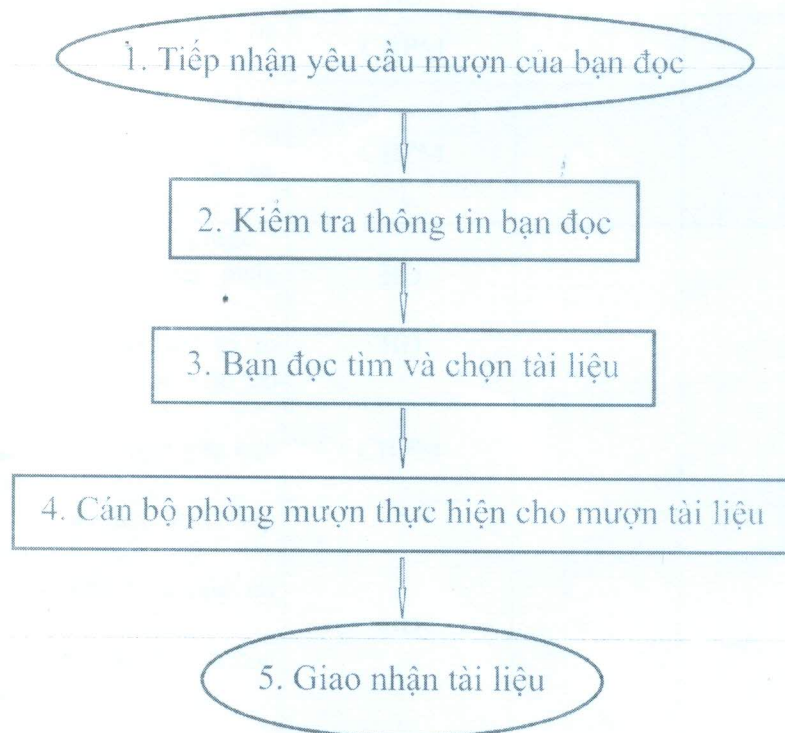 1. Tiếp nhận yêu cầu mượn của bạn đọc
2. Kiểm tra thông tin bạn đọc
3. Bạn đọc tìm và chọn tài liệu
4. Cán bộ phòng mượn thực hiện cho mượn tài liệu
5. Giao nhận tài liệu